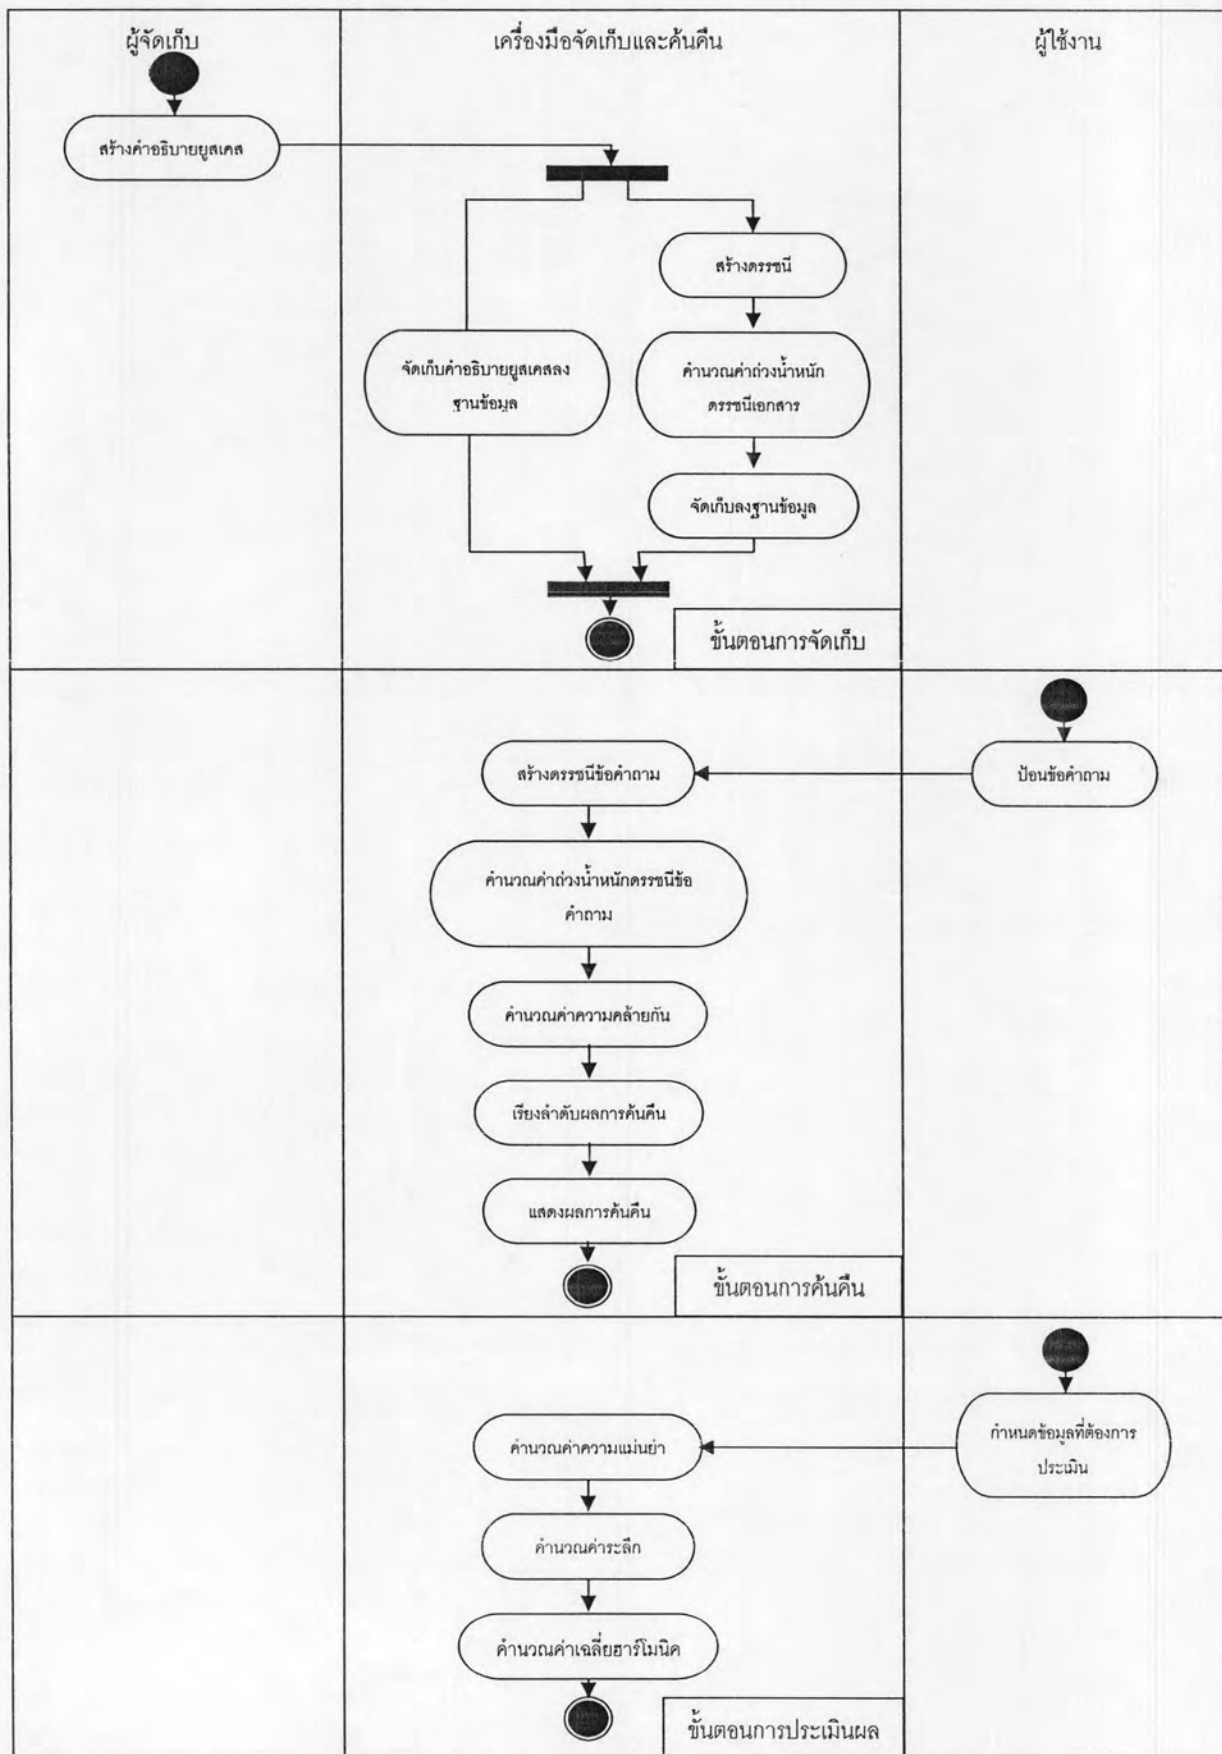 ผู้จัดเก็บ
เครื่องมือจัดเก็บและค้นคืน
ผู้ใช้งาน
สร้างคำอธิบายยูสเคส
สร้างดรรชนี
จัดเก็บคำอธิบายยูสเคสลง
ฐานข้อมูล
คำนวณค่าถ่วงน้ำหนัก
ดรรชนีเอกสาร
จัดเก็บลงฐานข้อมูล
ขั้นตอนการจัดเก็บ
ป้อนข้อคำถาม
สร้างดรรชนีข้อคำถาม
คำนวณค่าถ่วงน้ำหนักดรรชนีข้อ
คำถาม
คำนวณค่าความคล้ายกัน
เรียงลำดับผลการค้นคืน
แสดงผลการค้นคืน
ขั้นตอนการค้นคืน
กำหนดข้อมูลที่ต้องการ
ประเมิน
คำนวณค่าความแม่นยำ
คำนวณค่าระลึก
คำนวณค่าเฉลี่ยฮาร์โมนิค
ขั้นตอนการประเมินผล